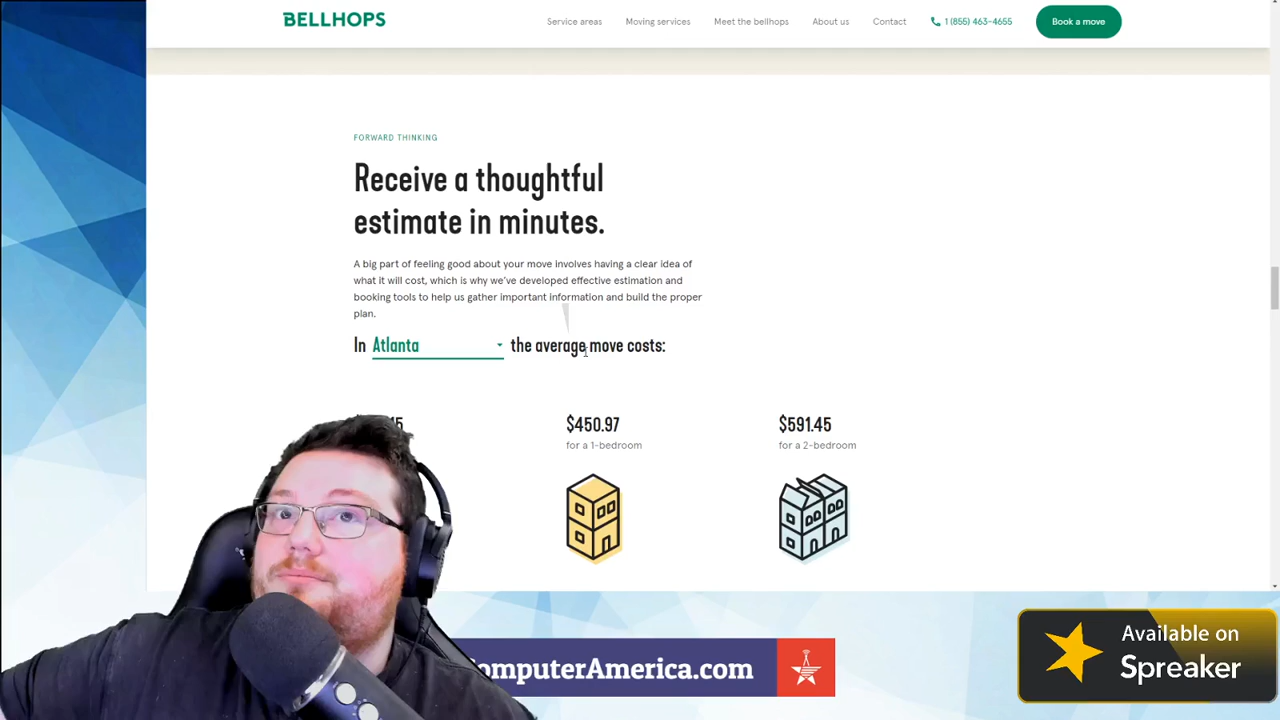 BELLHOPS
Service areas Moving services Meet the bellhops About us Contact 1 (855) 463-4655 Book a move
FORWARD THINKING
Receive a thoughtful
estimate in minutes.
A big part of feeling good about your move involves having a clear idea of
what it will cost, which is why we've developed effective estimation and
booking tools to help us gather important information and build the proper
plan.
In Atlanta the average move costs:
$450.97 $591.45
for a 1-bedroom for a 2-bedroom
Available on
Spreaker
omputerAmerica.com